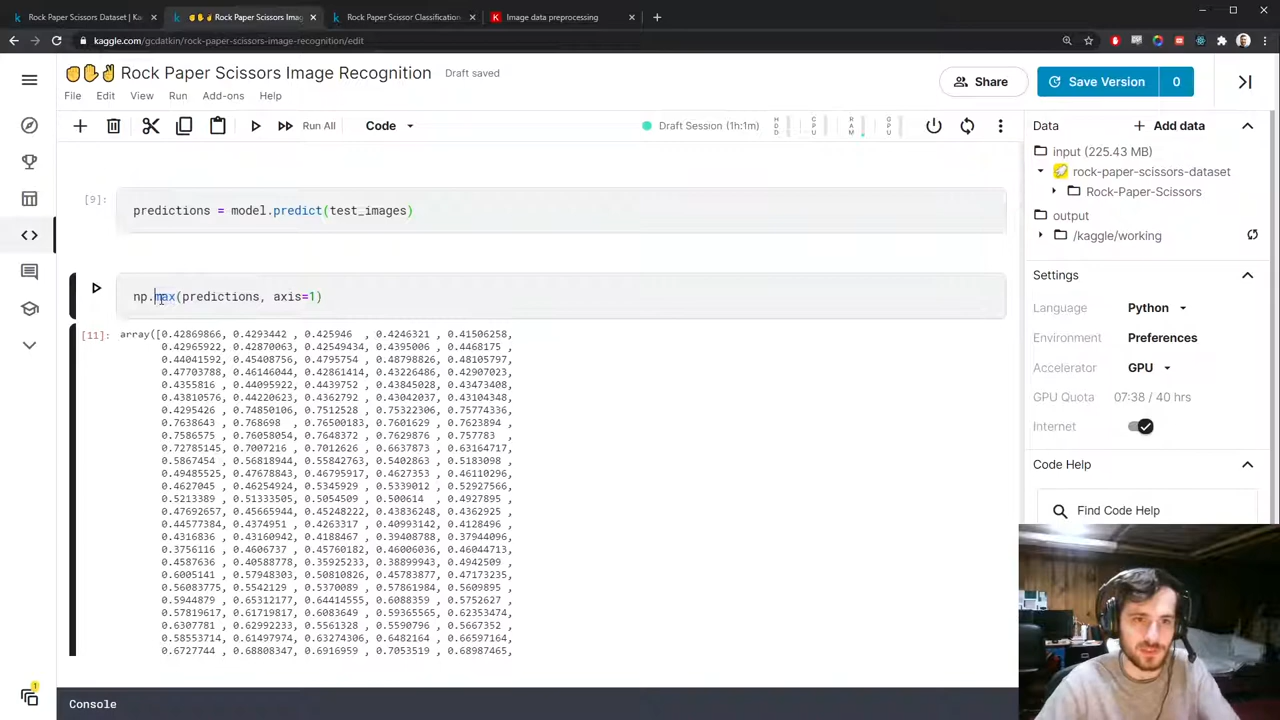 Rock Paper Scissors Dataset | Ka
Rock Paper Scissors Imag
Rock Paper Scissor Classification
Image data preprocessing
kaggle.com/gcdatkin/rock-paper-scissors-image-recognition/edit
Rock Paper Scissors Image Recognition
Draft saved
Share
Save Version
0
File
Edit
View
Run
Add-ons
Help
Run All
Code
Draft Session (1h:1m)
HDD
CPU
RAM
GPU
Data
Add data
input (225.43 MB)
rock-paper-scissors-dataset
Rock-Paper-Scissors
output
/kaggle/working
Settings
Language
Python
Environment
Preferences
Accelerator
GPU
GPU Quota
07:38 / 40 hrs
Internet
Code Help
Find Code Help
[9]:
predictions = model.predict(test_images)
np.max(predictions, axis=1)
[11]:
array([0.42869866, 0.4293442 , 0.425946 , 0.4246321 , 0.41506258,
0.42965922, 0.42870063, 0.42549434, 0.4395006 , 0.4468175 ,
0.44041592, 0.45408756, 0.4795754 , 0.48798826, 0.48105797,
0.47703788, 0.46146044, 0.42861414, 0.43226486, 0.42907023,
0.4355816 , 0.44095922, 0.4439752 , 0.43845028, 0.43473408,
0.43810576, 0.44220623, 0.4362792 , 0.43042037, 0.43104348,
0.4295426 , 0.74850106, 0.7512528 , 0.75322306, 0.75774336,
0.7638643 , 0.768698 , 0.76500183, 0.7601629 , 0.7623894 ,
0.7586575 , 0.76058054, 0.7648372 , 0.7629876 , 0.757783 ,
0.72785145, 0.7007216 , 0.7012626 , 0.6637873 , 0.63164717,
0.5867454 , 0.56818944, 0.55842763, 0.5402863 , 0.5183098 ,
0.49485525, 0.47678843, 0.46795917, 0.4627353 , 0.46110296,
0.4627045 , 0.46254924, 0.5345929 , 0.5339012 , 0.52927566,
0.5213389 , 0.51333505, 0.5054509 , 0.500614 , 0.4927895 ,
0.47692657, 0.45665944, 0.45248222, 0.43836248, 0.4362925 ,
0.44577384, 0.4374951 , 0.4263317 , 0.40993142, 0.4128496 ,
0.4316836 , 0.43160942, 0.4188467 , 0.39408788, 0.37944096,
0.3756116 , 0.4606737 , 0.45760182, 0.46006036, 0.46044713,
0.4587636 , 0.40588778, 0.35925233, 0.38899943, 0.4942509 ,
0.6005141 , 0.57948303, 0.50810826, 0.45783877, 0.47173235,
0.56083775, 0.5542129 , 0.5370089 , 0.57861984, 0.5609895 ,
0.5944879 , 0.65312177, 0.64414555, 0.6088359 , 0.5752627 ,
0.57819617, 0.61719817, 0.6083649 , 0.59365565, 0.62353474,
0.6307781 , 0.62992233, 0.5561328 , 0.5590796 , 0.5667352 ,
0.58553714, 0.61497974, 0.63274306, 0.6482164 , 0.66597164,
0.6727744 , 0.68808347, 0.6916959 , 0.7053519 , 0.68987465,
Console
1